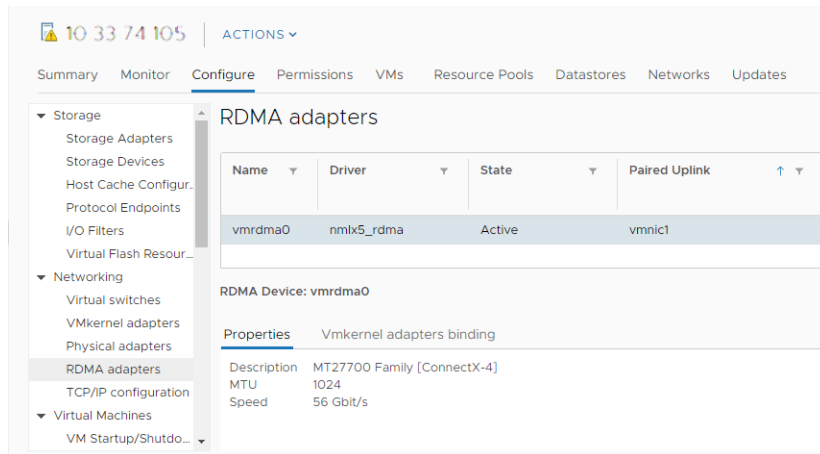 10 33 74 105 ACTIONS
Summary Monitor Configure Permissions VMs Resource Pools Datastores Networks Updates
Storage
Storage Adapters
Storage Devices
Host Cache Configur..
Protocol Endpoints
I/O Filters
Virtual Flash Resour...
Networking
Virtual switches
VMkernel adapters
Physical adapters
RDMA adapters
TCP/IP configuration
Virtual Machines
VM Startup/Shutdo...
RDMA adapters
Name Driver State Paired Uplink
vmrdma0 nmlx5_rdma Active vmnic1
RDMA Device: vmrdma0
Properties Vmkernel adapters binding
Description MT27700 Family [ConnectX-4]
MTU 1024
Speed 56 Gbit/s